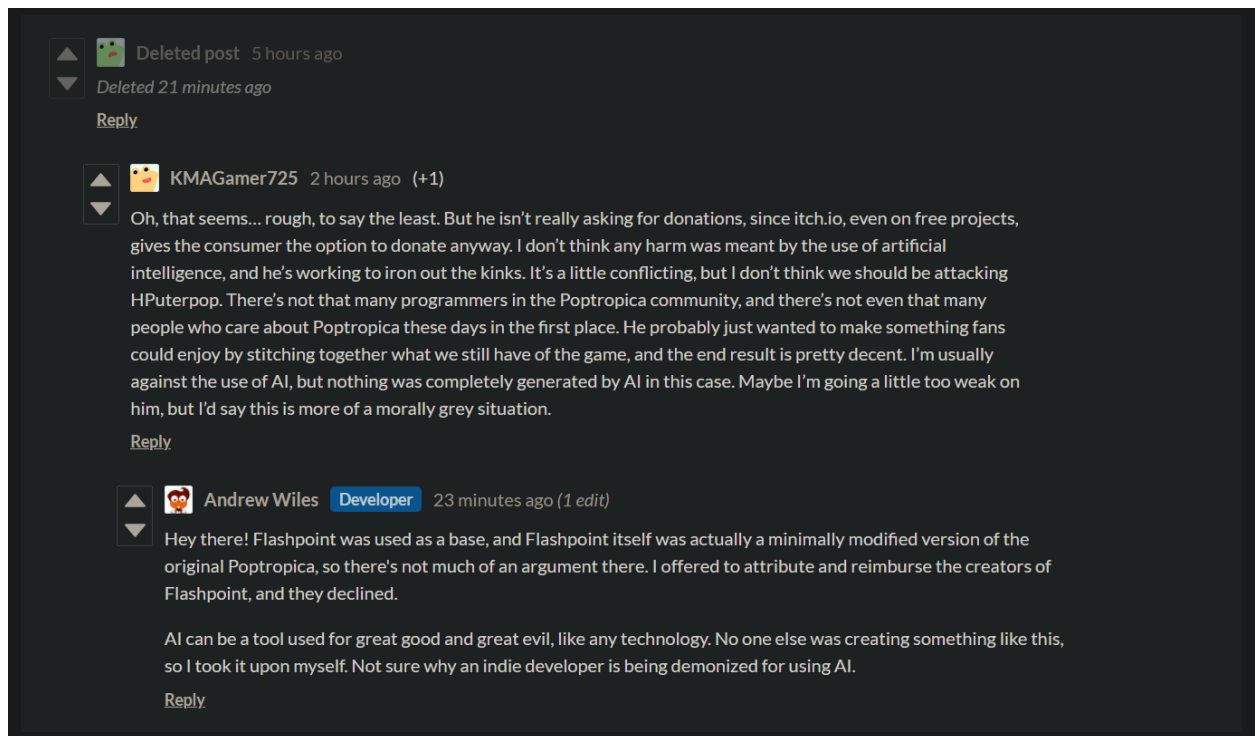 Deleted post 5 hours ago
Deleted 21 minutes ago
Reply
KMAGamer725 2 hours ago (+1)
Oh, that seems… rough, to say the least. But he isn’t really asking for donations, since itch.io, even on free projects,
gives the consumer the option to donate anyway. I don’t think any harm was meant by the use of artificial
intelligence, and he’s working to iron out the kinks. It’s a little conflicting, but I don’t think we should be attacking
HPuterpop. There’s not that many programmers in the Poptropica community, and there’s not even that many
people who care about Poptropica these days in the first place. He probably just wanted to make something fans
could enjoy by stitching together what we still have of the game, and the end result is pretty decent. I’m usually
against the use of AI, but nothing was completely generated by AI in this case. Maybe I’m going a little too weak on
him, but I’d say this is more of a morally grey situation.
Reply
Andrew Wiles Developer 23 minutes ago (1 edit)
Hey there! Flashpoint was used as a base, and Flashpoint itself was actually a minimally modified version of the
original Poptropica, so there's not much of an argument there. I offered to attribute and reimburse the creators of
Flashpoint, and they declined.
AI can be a tool used for great good and great evil, like any technology. No one else was creating something like this,
so I took it upon myself. Not sure why an indie developer is being demonized for using AI.
Reply